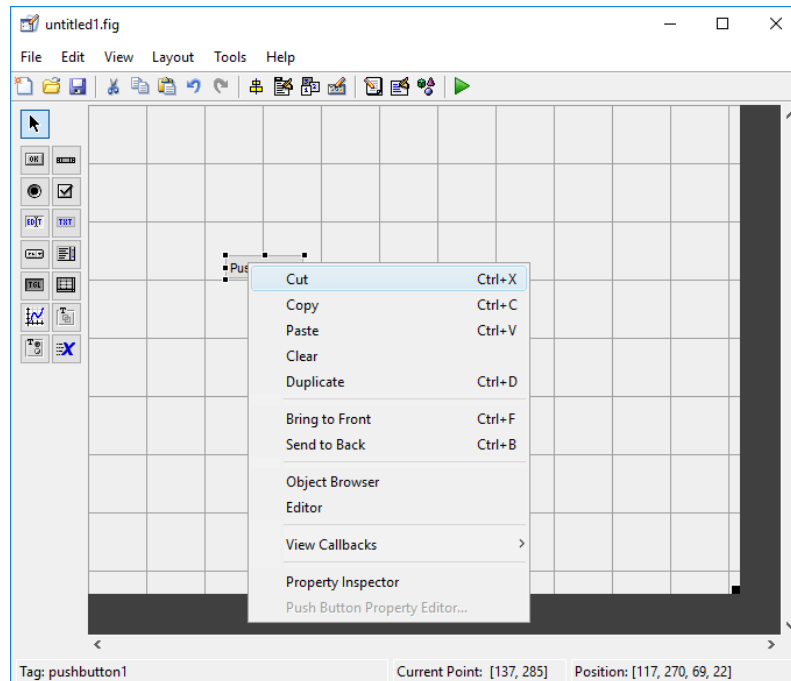 untitled1.fig
File Edit View Layout Tools Help
OK
EDIT TXT
TGL
Pus
Cut Ctrl+X
Copy Ctrl+C
Paste Ctrl+V
Clear
Duplicate Ctrl+D
Bring to Front Ctrl+F
Send to Back Ctrl+B
Object Browser
Editor
View Callbacks
Property Inspector
Push Button Property Editor...
Tag: pushbutton1 Current Point: [137, 285] Position: [117, 270, 69, 22]